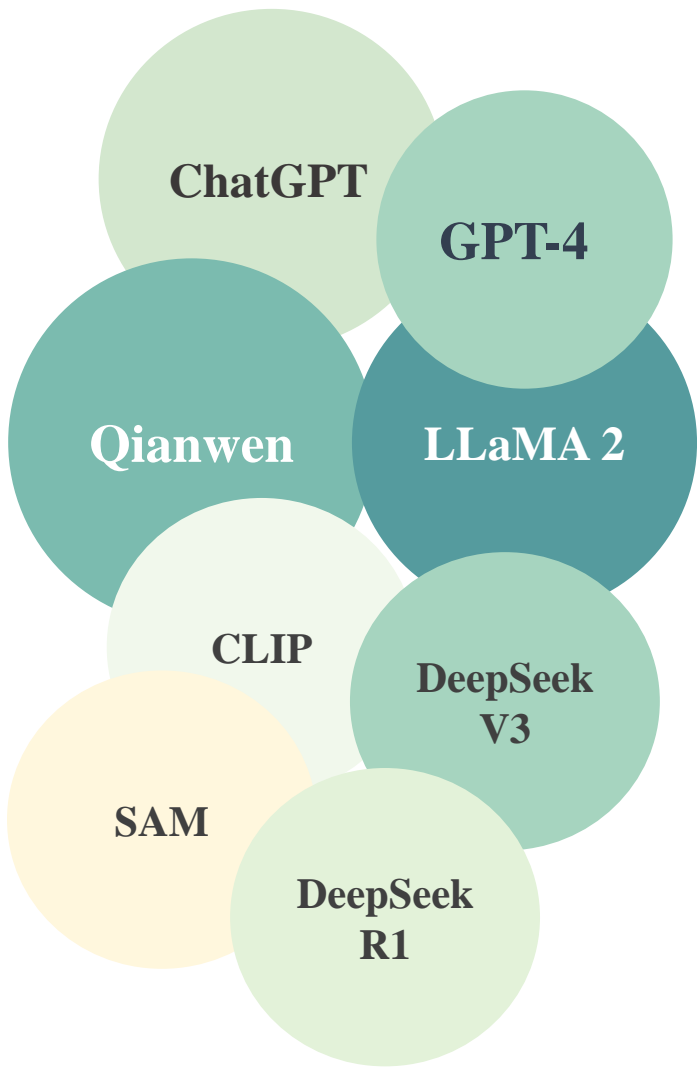 ChatGPT
GPT-4
Qianwen
LLaMA 2
CLIP
DeepSeek
V3
SAM
DeepSeek
R1